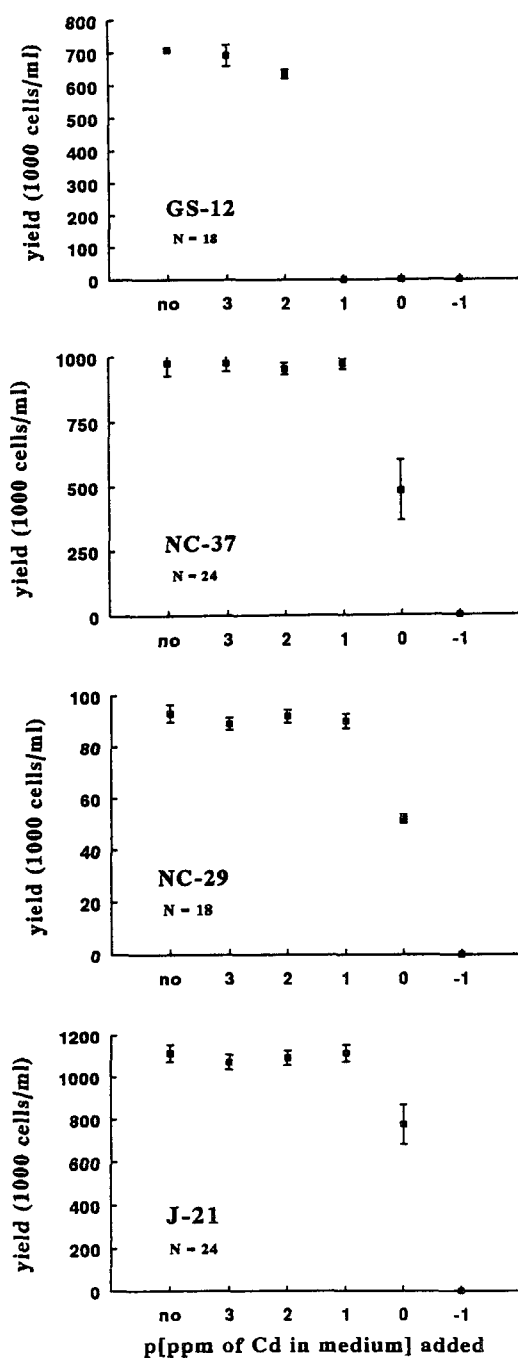 yield (1000 cells/ml)
800
700
600
500
400
300
200
100
0
GS-12
N = 18
no 3 2 1 0 -1
yield (1000 cells/ml)
1000
750
500
250
0
NC-37
N = 24
no 3 2 1 0 -1
yield (1000 cells/ml)
100
80
60
40
20
0
NC-29
N = 18
no 3 2 1 0 -1
yield (1000 cells/ml)
1200
1000
800
600
400
200
0
J-21
N = 24
no 3 2 1 0 -1
p[ppm of Cd in medium] added